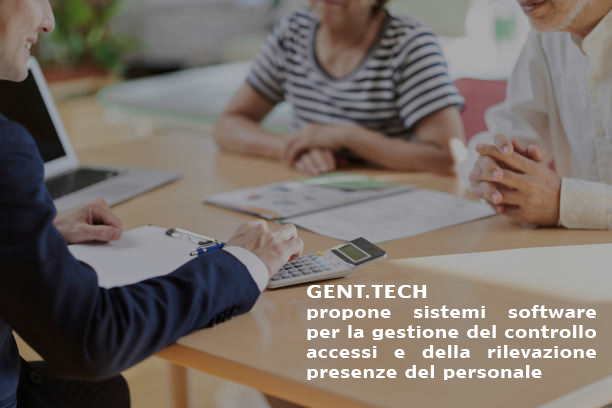 GENT.TECH
propone sistemi software
per la gestione del controllo
accessi e della rilevazione
presenze del personale